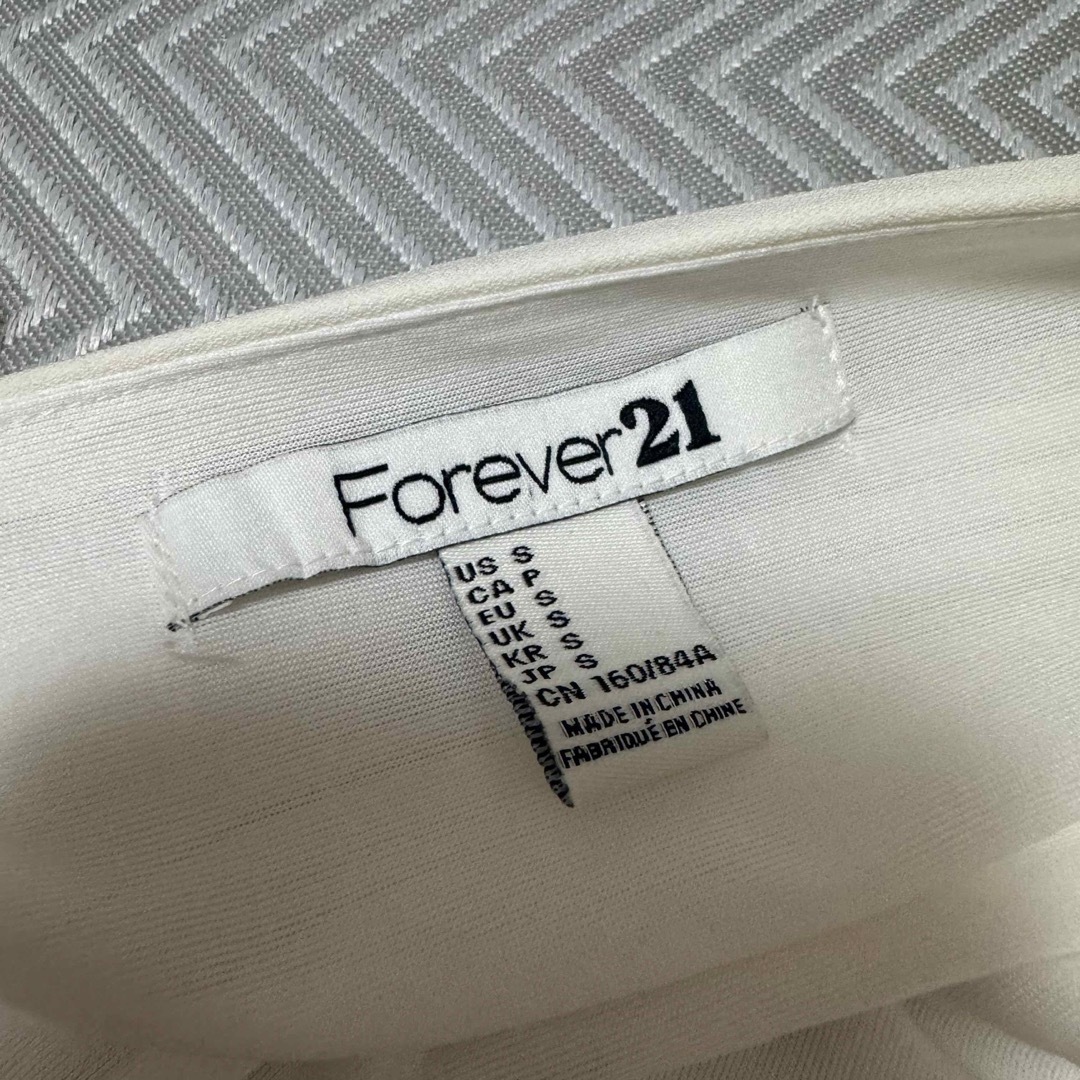 Forever21
US S
CA P
EU S
UK S
KR S
JP S
CN 160/84A
MADE IN CHINA
FABRIQUÉ EN CHINE